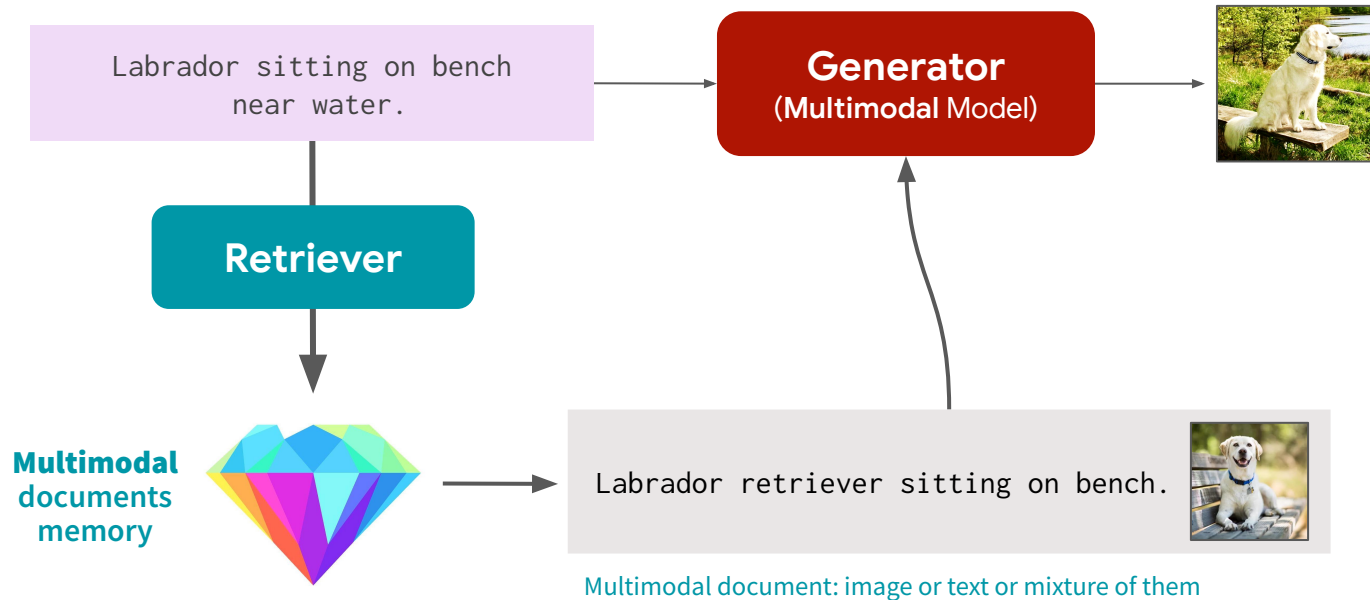 Labrador sitting on bench
near water.
Generator
(Multimodal Model)
Retriever
Multimodal
documents
memory
Labrador retriever sitting on bench.
Multimodal document: image or text or mixture of them